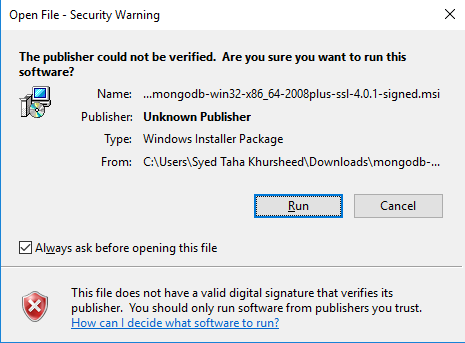 Open File - Security Warning
The publisher could not be verified. Are you sure you want to run this
software?
Name: ...mongodb-win32-x86_64-2008plus-ssl-4.0.1-signed.msi
Publisher: Unknown Publisher
Type: Windows Installer Package
From: C:\Users\Syed Taha Khursheed\Downloads\mongodb-...
Run Cancel
Always ask before opening this file
This file does not have a valid digital signature that verifies its
publisher. You should only run software from publishers you trust.
How can I decide what software to run?